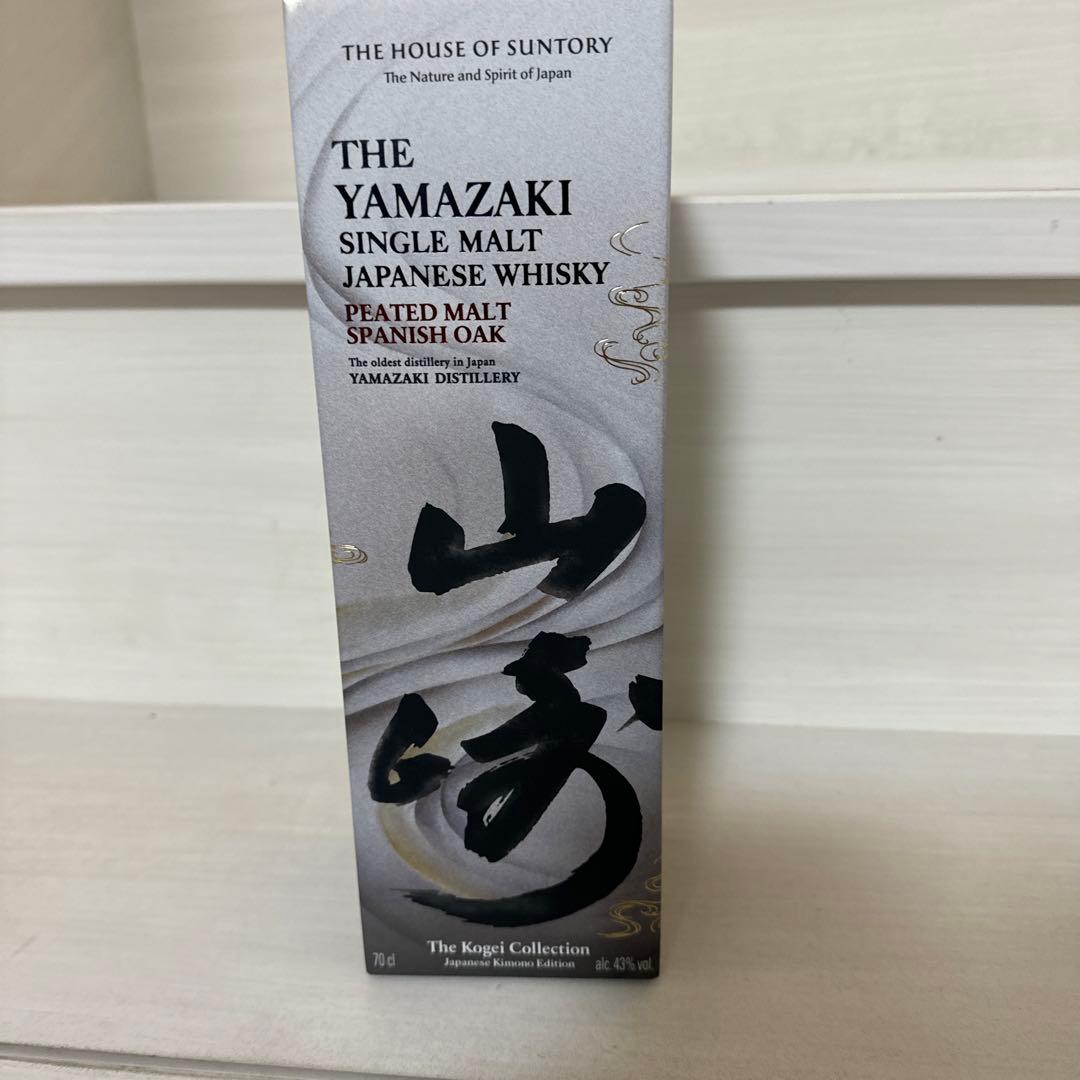 THE HOUSE OF SUNTORY
The Nature and Spirit of Japan
THE
YAMAZAKI
SINGLE MALT
JAPANESE WHISKY
PEATED MALT
SPANISH OAK
The oldest distillery in Japan
YAMAZAKI DISTILLERY
山
崎
The Kogei Collection
Japanese Kimono Edition
70 cl
alc. 43% vol.